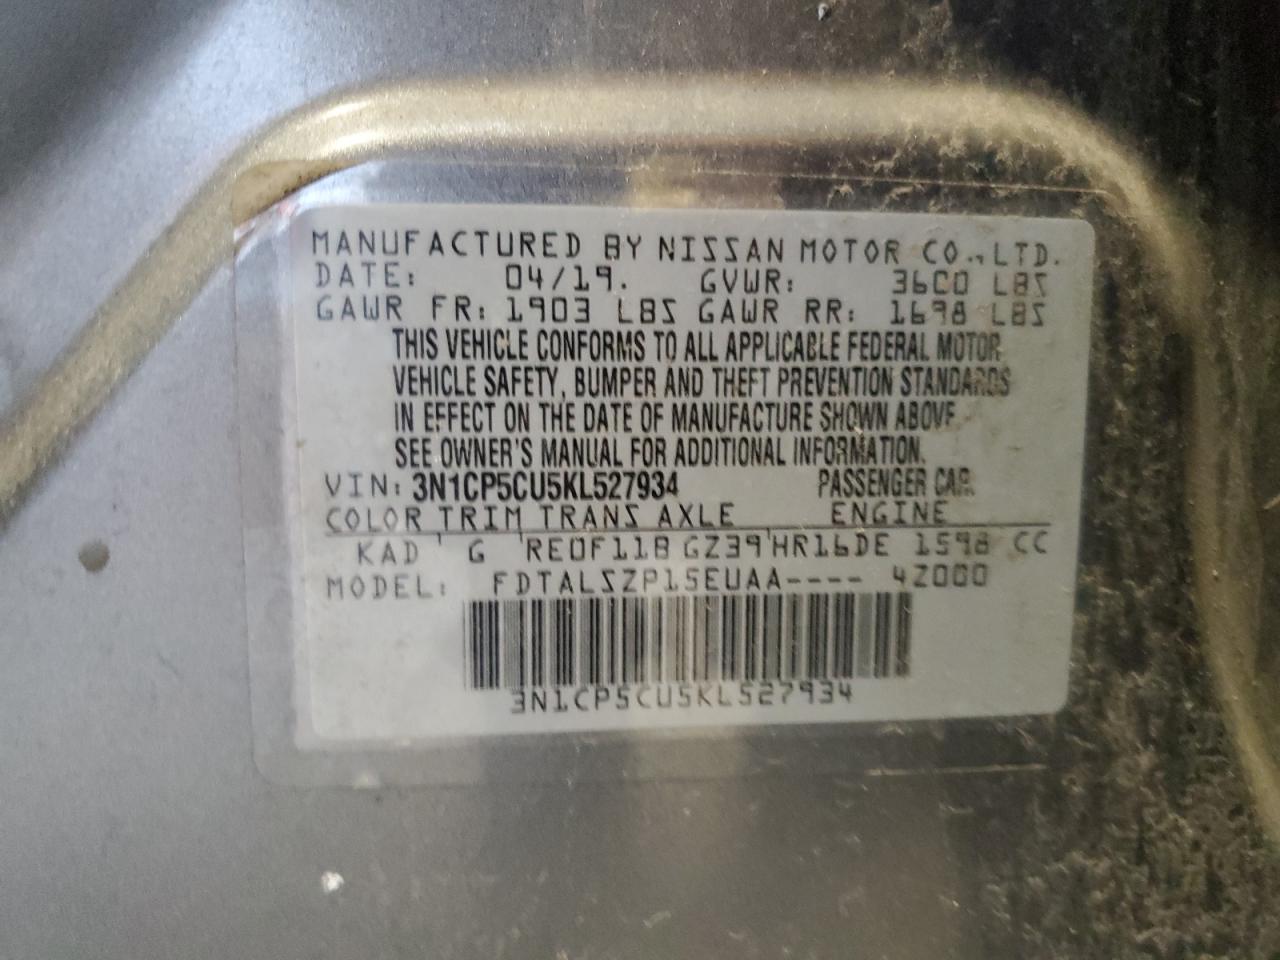 MANUFACTURED BY NISSAN MOTOR CO., LTD.
DATE: 04/19. GVWR: 3600 LBS
GAWR FR: 1903 LBS GAWR RR: 1698 LBS
THIS VEHICLE CONFORMS TO ALL APPLICABLE FEDERAL MOTOR
VEHICLE SAFETY, BUMPER AND THEFT PREVENTION STANDARDS
IN EFFECT ON THE DATE OF MANUFACTURE SHOWN ABOVE.
SEE OWNER'S MANUAL FOR ADDITIONAL INFORMATION.
VIN: 3N1CP5CU5KL527934 PASSENGER CAR
COLOR TRIM TRANS AXLE ENGINE
KAD G RE0F11B GZ39 HR16DE 1598 CC
MODEL: FDTALSZP15EUAA---- 4Z000
3N1CP5CU5KL527934